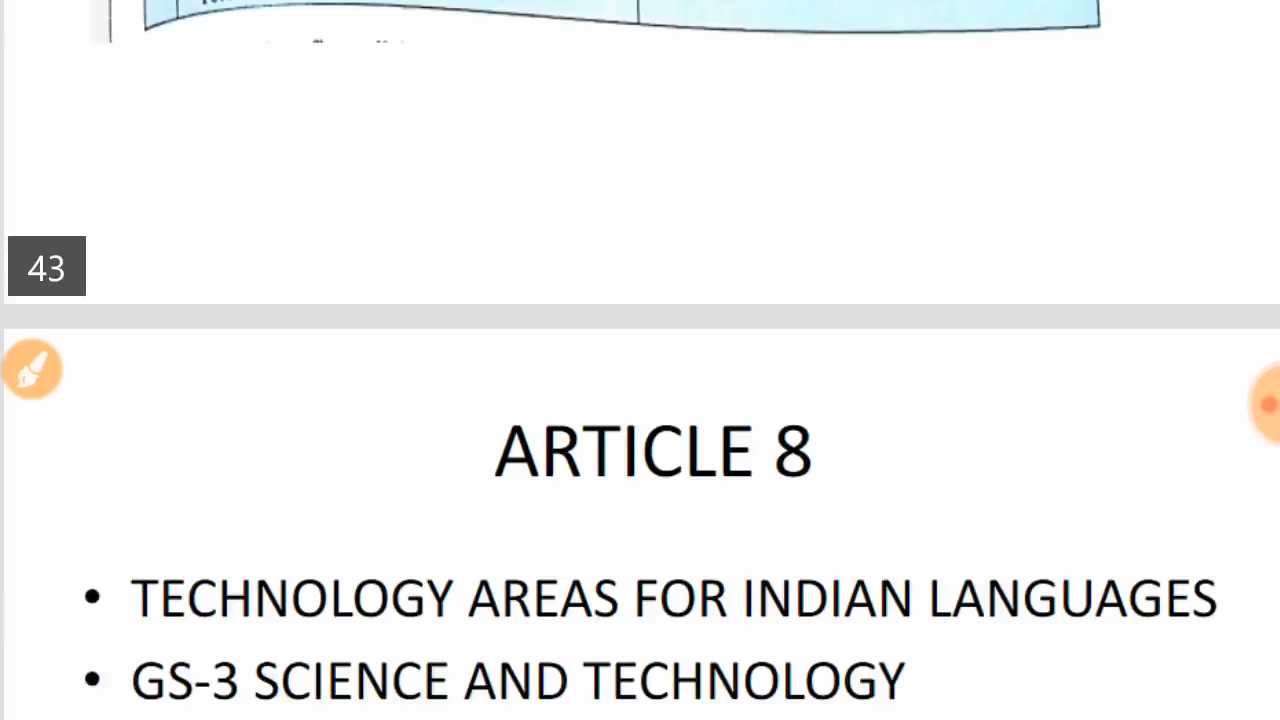 43
ARTICLE 8
• TECHNOLOGY AREAS FOR INDIAN LANGUAGES
• GS-3 SCIENCE AND TECHNOLOGY